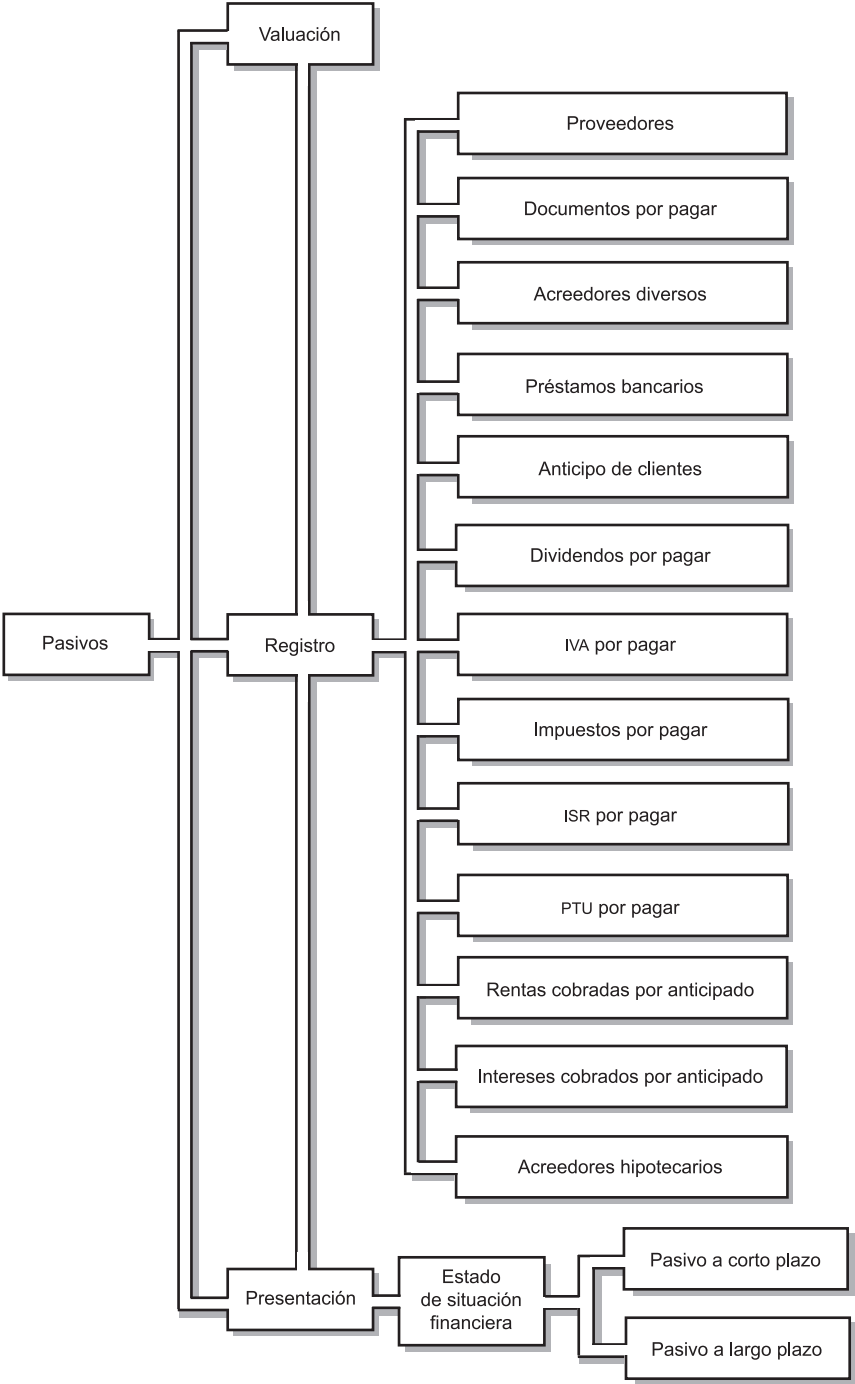 Valuación
Proveedores
Documentos por pagar
Acreedores diversos
Préstamos bancarios
Anticipo de clientes
Dividendos por pagar
Pasivos
Registro
IVA por pagar
Impuestos por pagar
ISR por pagar
PTU por pagar
Rentas cobradas por anticipado
Intereses cobrados por anticipado
Acreedores hipotecarios
Presentación
Estado
de situación
financiera
Pasivo a corto plazo
Pasivo a largo plazo